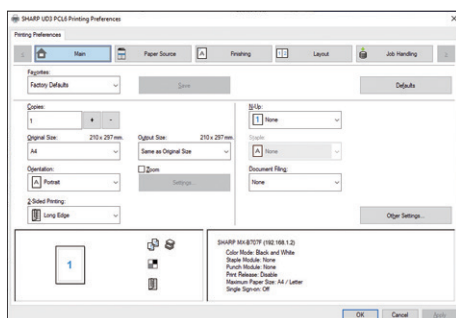 SHARP UD3 PCL6 Printing Preferences
Printing Preferences
Main
Paper Source
Finishing
Layout
Job Handling
Favorites:
Factory Defaults
Save
Defaults
Copies:
1
+ -
Original Size: 210 x 297 mm.
A4
Output Size: 210 x 297 mm.
Same as Original Size
Orientation:
Portrait
Zoom
Settings...
2-Sided Printing:
Long Edge
N-Up:
1 None
Staple:
None
Document Filing:
None
Other Settings...
1
SHARP MX-B707F (192.168.1.2)
Color Mode: Black and White
Staple Module: None
Punch Module: None
Print Release: Disable
Maximum Paper Size: A4 / Letter
Single Sign-on: Off
OK Cancel Apply